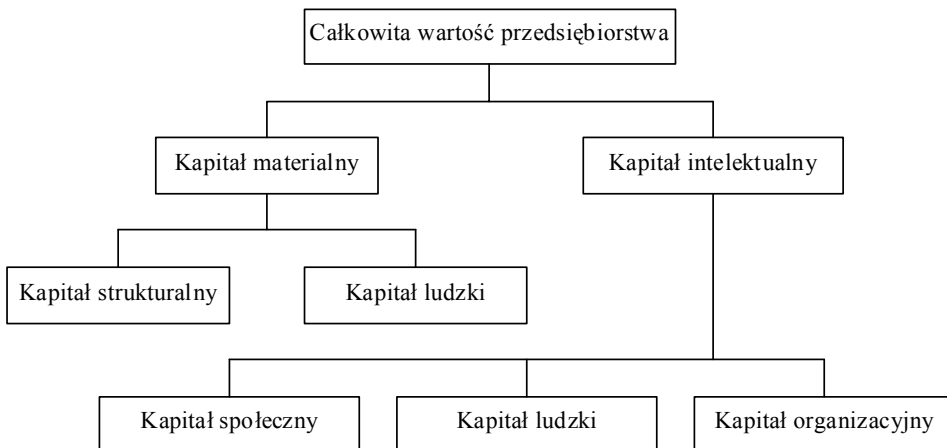 Całkowita wartość przedsiębiorstwa
Kapitał materialny
Kapitał intelektualny
Kapitał strukturalny
Kapitał ludzki
Kapitał społeczny
Kapitał ludzki
Kapitał organizacyjny